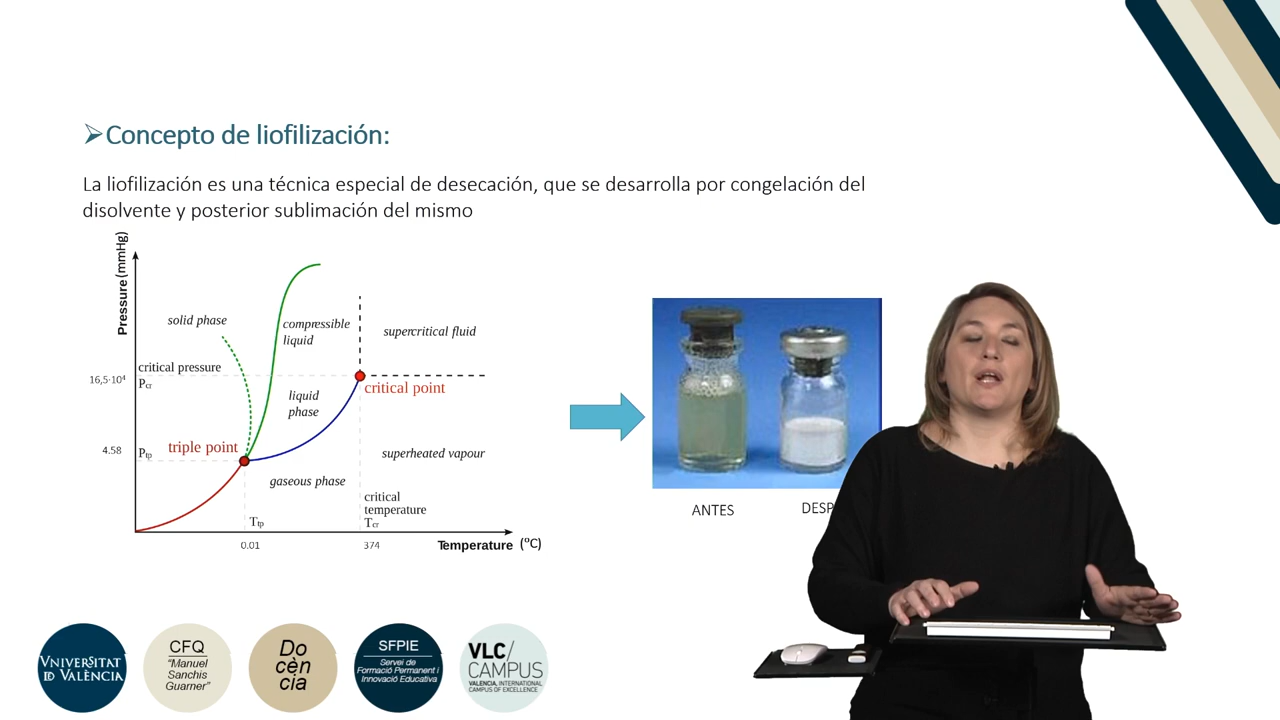 ➢Concepto de liofilización:
La liofilización es una técnica especial de desecación, que se desarrolla por congelación del
disolvente y posterior sublimación del mismo
Pressure (mmHg)
solid phase
compressible
liquid
supercritical fluid
critical pressure
16,5·10⁴
Pcr
critical point
liquid
phase
triple point
4.58
Ptp
superheated vapour
gaseous phase
critical
temperature
Tcr
Ttp
0.01
374
Temperature (ºC)
ANTES
DESP
VNIVERSITAT
ID VALÈNCIA
CFQ
"Manuel
Sanchis
Guarner"
Do
cèn
cia
SFPIE
Servei de
Formació Permanent i
Innovació Educativa
VLC/
CAMPUS
VALENCIA, INTERNATIONAL
CAMPUS OF EXCELLENCE